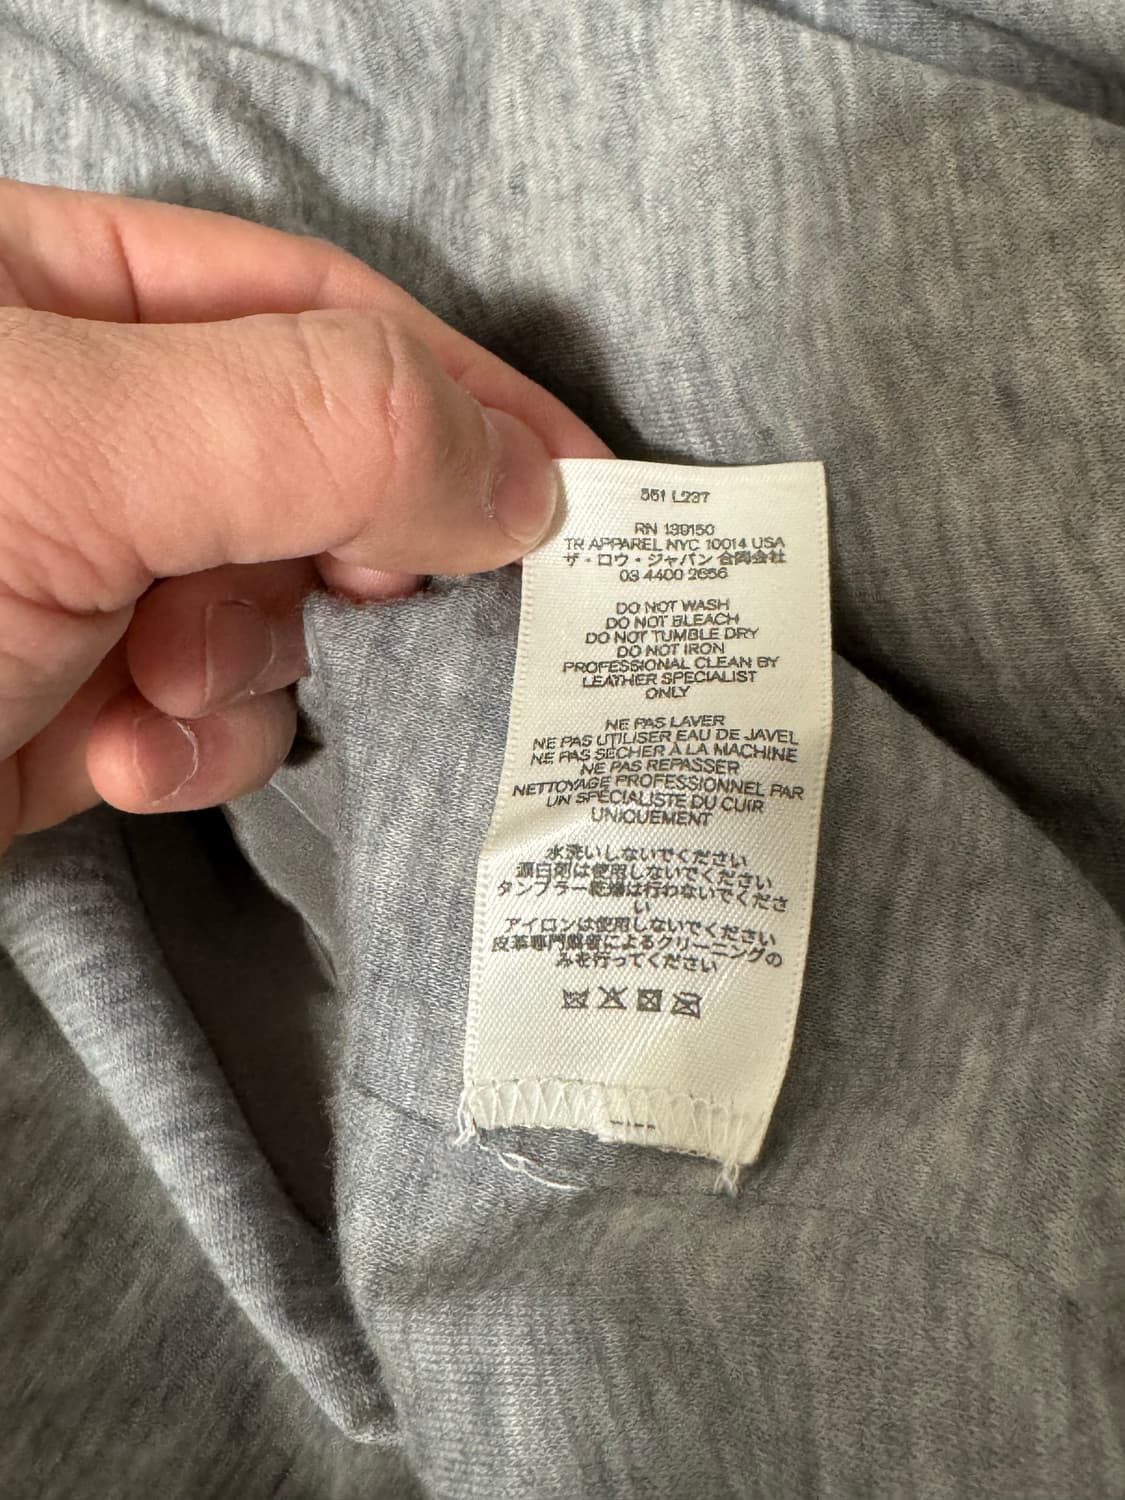 551 L237
RN 139150
TR APPAREL NYC 10014 USA
ザ・ロウ・ジャパン 合同会社
03 4400 2656
DO NOT WASH
DO NOT BLEACH
DO NOT TUMBLE DRY
DO NOT IRON
PROFESSIONAL CLEAN BY
LEATHER SPECIALIST
ONLY
NE PAS LAVER
NE PAS UTILISER EAU DE JAVEL
NE PAS SÉCHER À LA MACHINE
NE PAS REPASSER
NETTOYAGE PROFESSIONNEL PAR
UN SPÉCIALISTE DU CUIR
UNIQUEMENT
水洗いしないでください
漂白剤は使用しないでください
タンブラー乾燥は行わないでくださ
い
アイロンは使用しないでください
皮革専門業者によるクリーニングの
みを行ってください